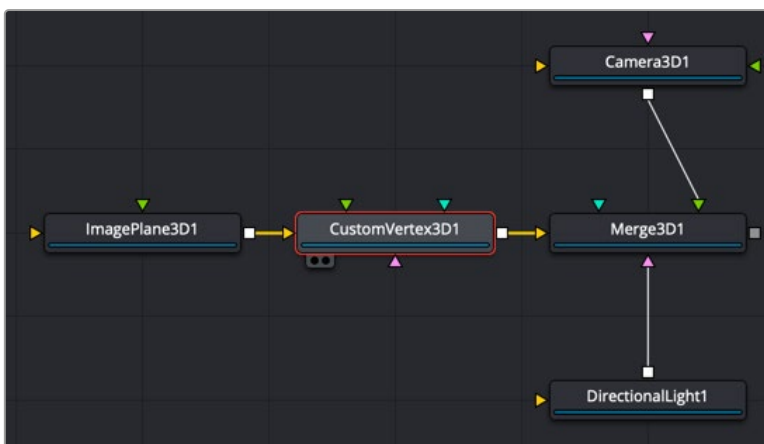 Camera3D1
ImagePlane3D1
CustomVertex3D1
Merge3D1
DirectionalLight1